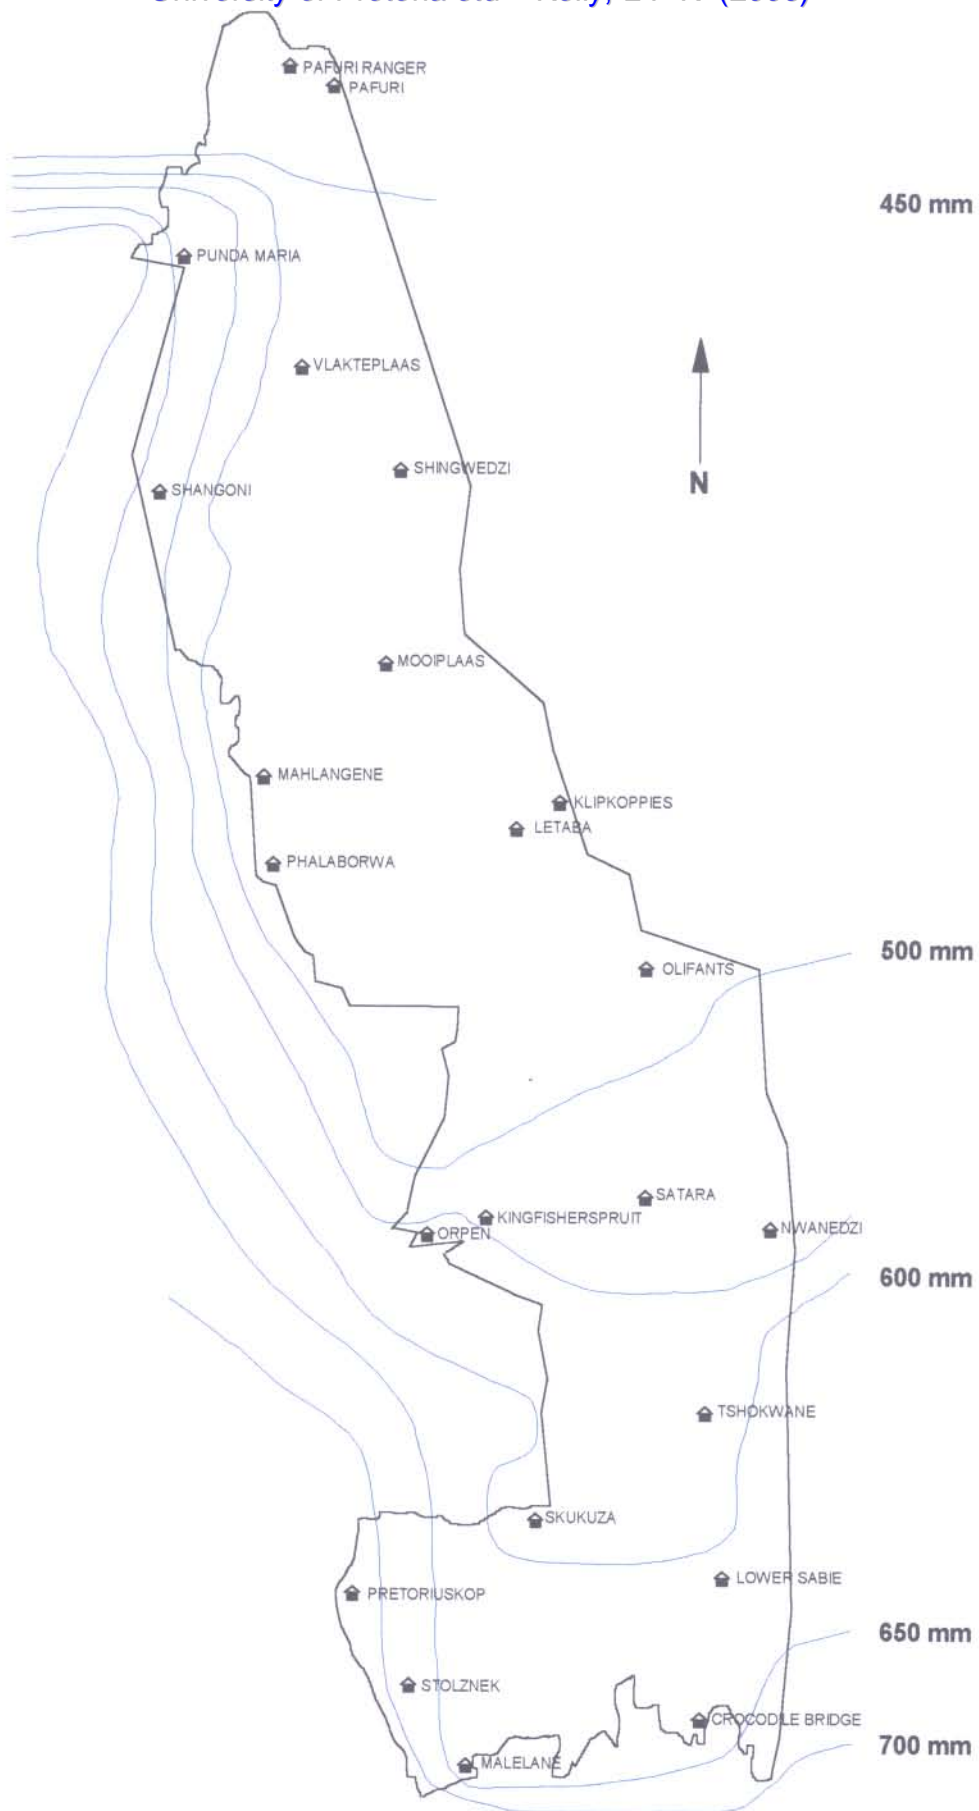 PAFURI RANGER
PAFURI
450 mm
PUNDA MARIA
VLAKTEPLAAS
SHINGWEDZI
N
SHANGONI
MOOIPLAAS
MAHLANGENE
KLIPKOPPIES
LETABA
PHALABORWA
500 mm
OLIFANTS
SATARA
KINGFISHERSPRUIT
NWANEDZI
ORPEN
600 mm
TSHOKWANE
SKUKUZA
LOWER SABIE
PRETORIUSKOP
650 mm
STOLZNEK
CROCODILE BRIDGE
700 mm
MALELANE